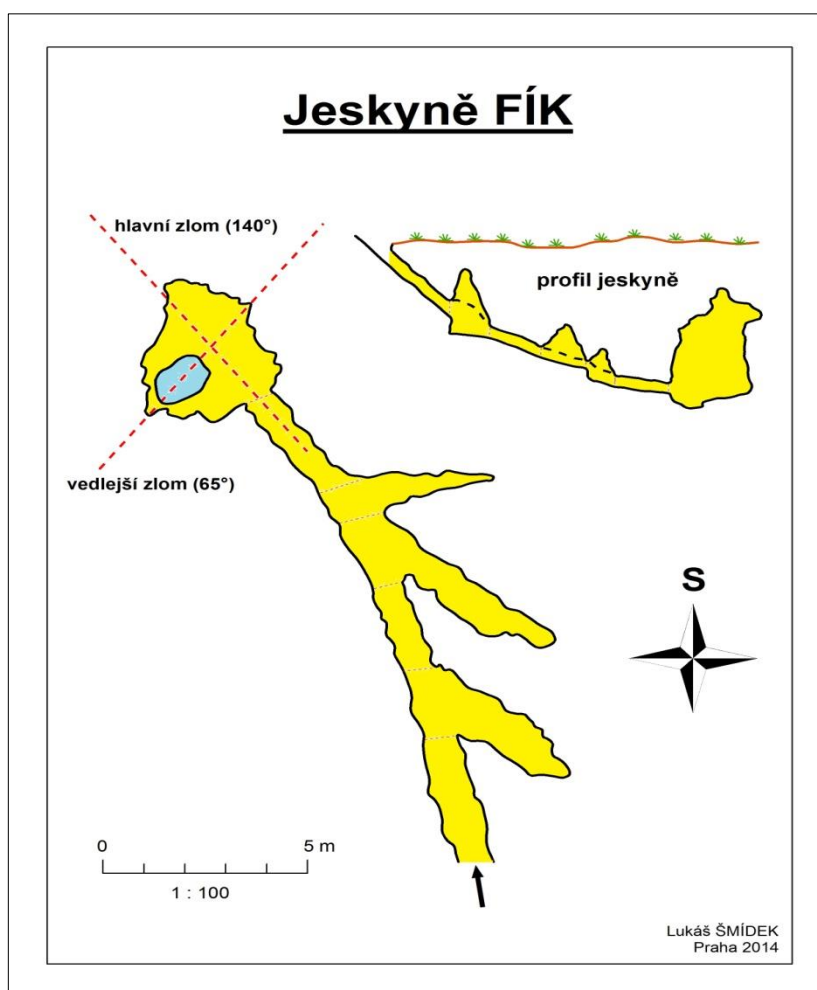 Jeskyně FÍK
hlavní zlom (140°)
profil jeskyně
vedlejší zlom (65°)
S
0 5 m
1 : 100
Lukáš ŠMÍDEK
Praha 2014